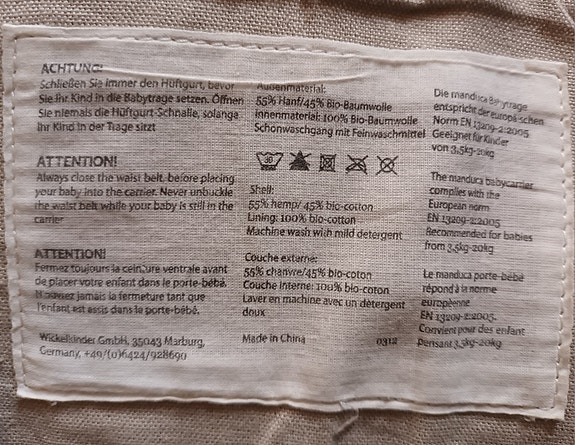 ACHTUNG!
Schließen Sie immer den Hüftgurt, bevor
Sie Ihr Kind in die Babytrage setzen. Öffnen
Sie niemals die Hüftgurt-Schnalle, solange
Ihr Kind in der Trage sitzt
ATTENTION!
Always close the waist belt, before placing
your baby into the carrier. Never unbuckle
the waist belt while your baby is still in the
carrier
ATTENTION!
Fermez toujours la ceinture ventrale avant
de placer votre enfant dans le porte-bébé.
N'ouvrez jamais la fermeture tant que
l'enfant est assis dans la porte-bébé.
Wickelkinder GmbH, 35043 Marburg,
Germany, +49/(0)6424/928690
Außenmaterial:
55% Hanf/45% Bio-Baumwolle
innenmaterial: 100% Bio-Baumwolle
Schonwaschgang mit Feinwaschmittel
30
Shell:
55% hemp/ 45% bio-cotton
Lining: 100% bio-cotton
Machine wash with mild detergent
Couche externe:
55% chanvre/45% bio-coton
Couche interne: 100% bio-coton
Laver en machine avec un détergent
doux
Made in China 0312
Die manduca Babytrage
entspricht der europäischen
Norm EN 13209-2:2005
Geeignet für Kinder
von 3,5kg-20kg
The manduca babycarrier
complies with the
European norm
EN 13209-2:2005
Recommended for babies
from 3,5kg-20kg
Le manduca porte-bébé
répond à la norme
européenne
EN 13209-2:2005.
Convient pour des enfant
pensant 3,5kg-20kg